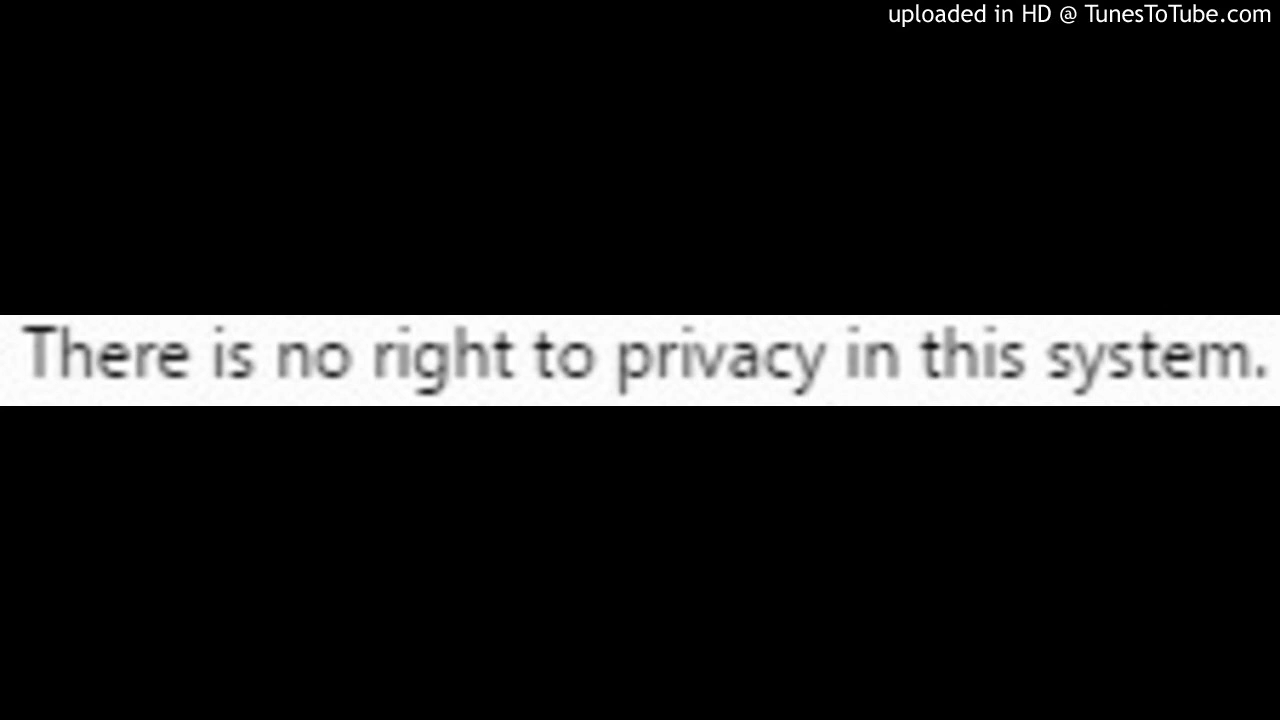 uploaded in HD @ TunesToTube.com
There is no right to privacy in this system.